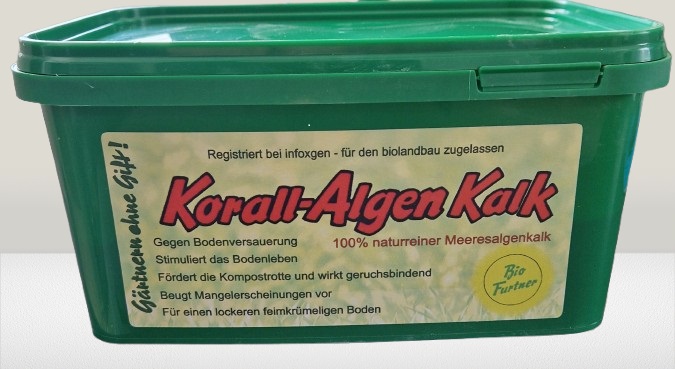 Registriert bei infoxgen - für den biolandbau zugelassen
Gärtnern ohne Gift!
Korall-Algen Kalk
Gegen Bodenversauerung
100% naturreiner Meeresalgenkalk
Stimuliert das Bodenleben
Fördert die Kompostrotte und wirkt geruchsbindend
Beugt Mangelerscheinungen vor
Für einen lockeren feimkrümeligen Boden
Bio
Furtner